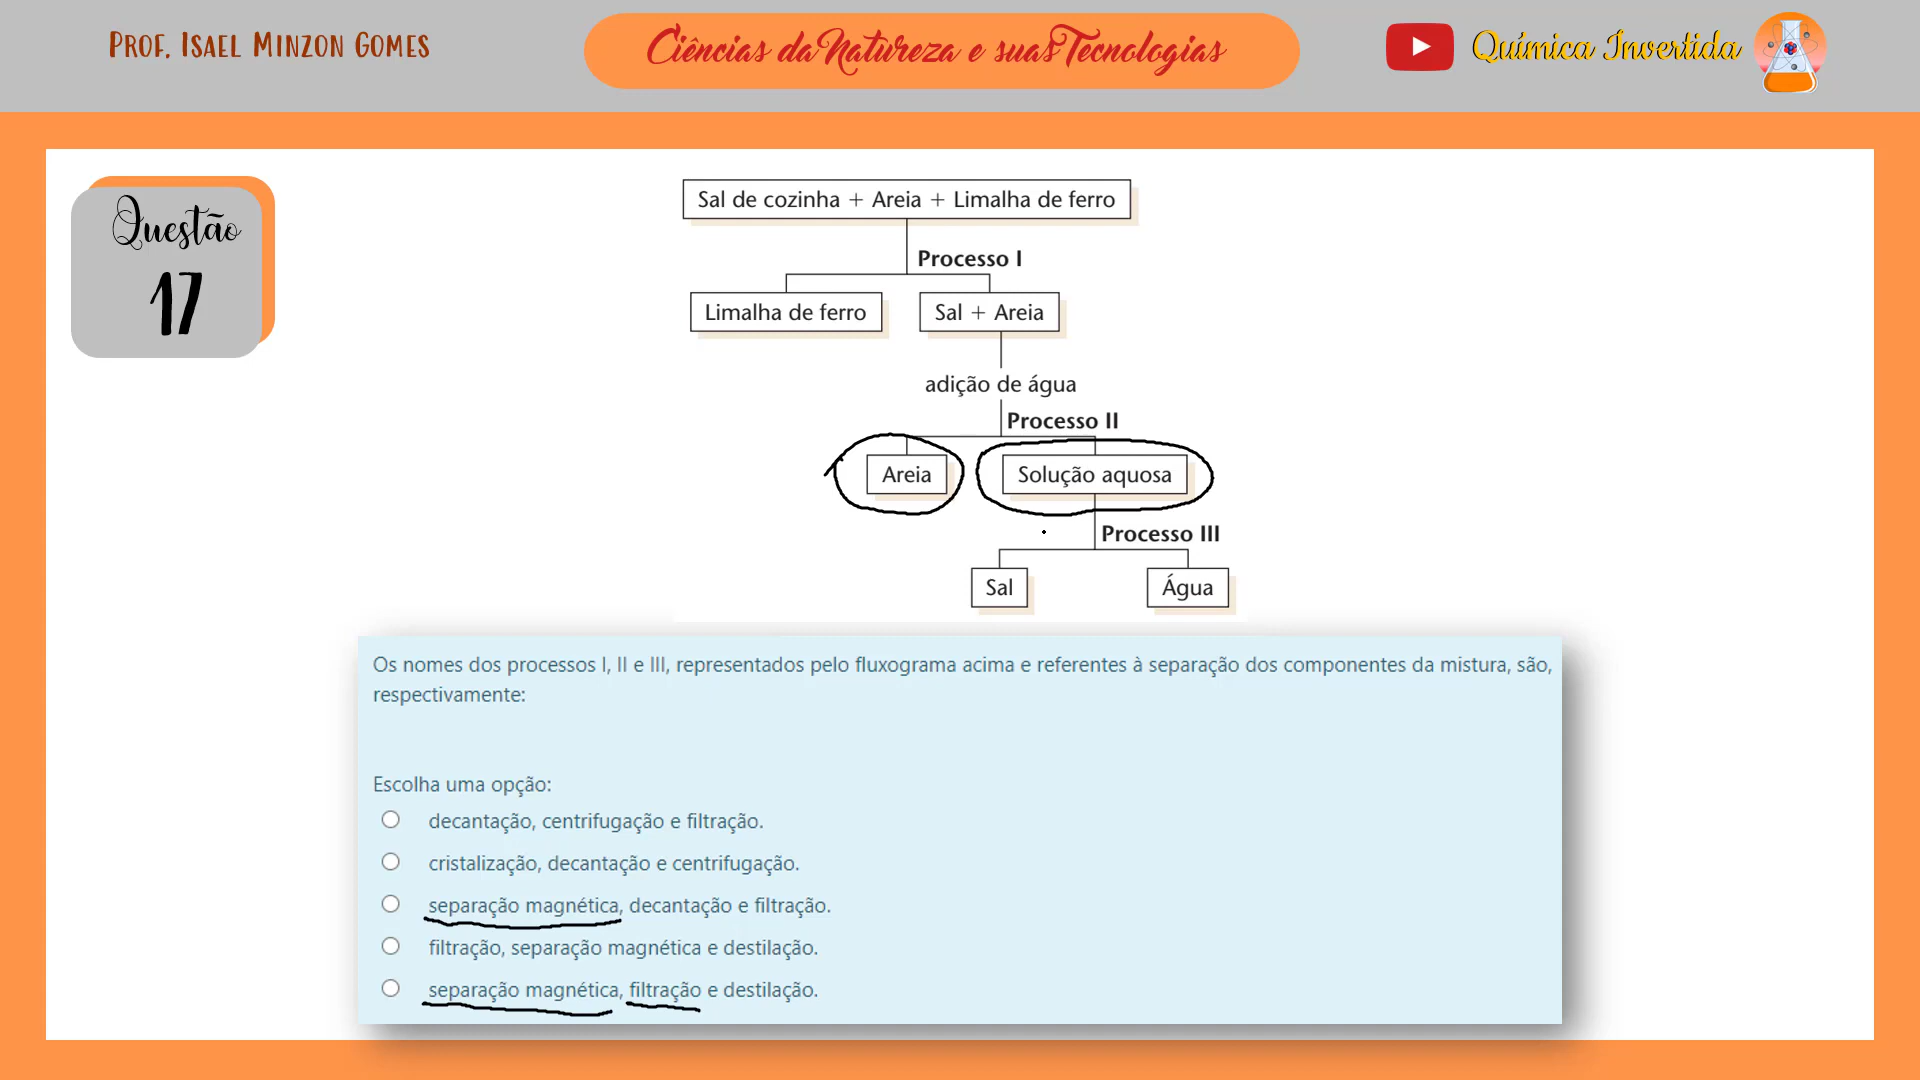 Prof. Isael Minzon Gomes
Ciências da Natureza e suas Tecnologias
Química Invertida
Questão
17
Sal de cozinha + Areia + Limalha de ferro
Processo I
Limalha de ferro
Sal + Areia
adição de água
Processo II
Areia
Solução aquosa
Processo III
Sal
Água
Os nomes dos processos I, II e III, representados pelo fluxograma acima e referentes à separação dos componentes da mistura, são,
respectivamente:
Escolha uma opção:
decantação, centrifugação e filtração.
cristalização, decantação e centrifugação.
separação magnética, decantação e filtração.
filtração, separação magnética e destilação.
separação magnética, filtração e destilação.